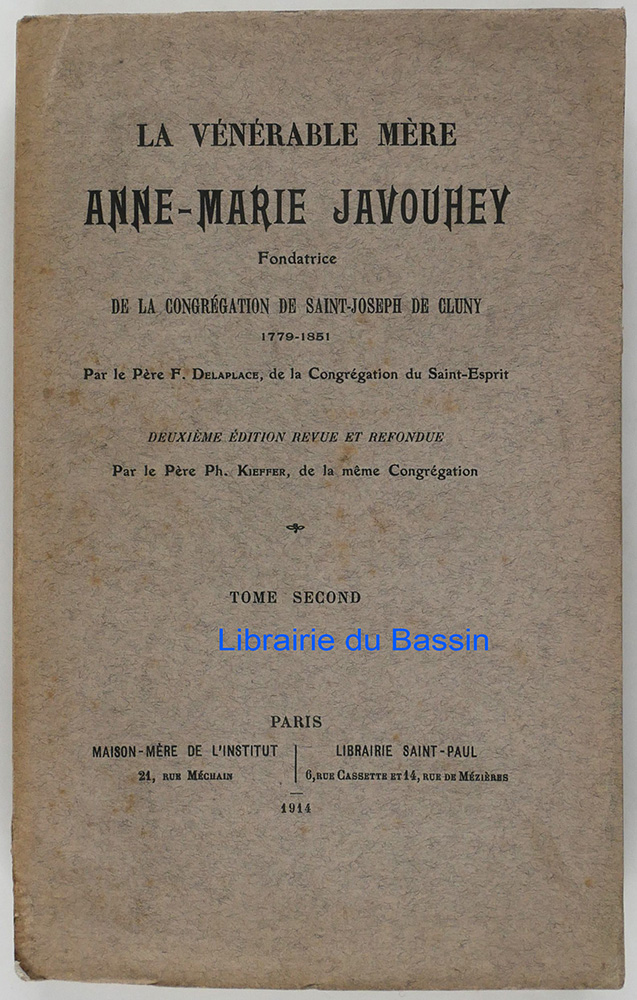 LA VÉNÉRABLE MÈRE
ANNE-MARIE JAVOUHEY
Fondatrice
DE LA CONGRÉGATION DE SAINT-JOSEPH DE CLUNY
1779-1851
Par le Père F. DELAPLACE, de la Congrégation du Saint-Esprit
DEUXIÈME ÉDITION REVUE ET REFONDUE
Par le Père Ph. KIEFFER, de la même Congrégation
TOME SECOND
Librairie du Bassin
PARIS
MAISON-MÈRE DE L'INSTITUT
21, RUE MÉCHAIN
LIBRAIRIE SAINT-PAUL
6, RUE CASSETTE ET 14, RUE DE MÉZIÈRES
1914